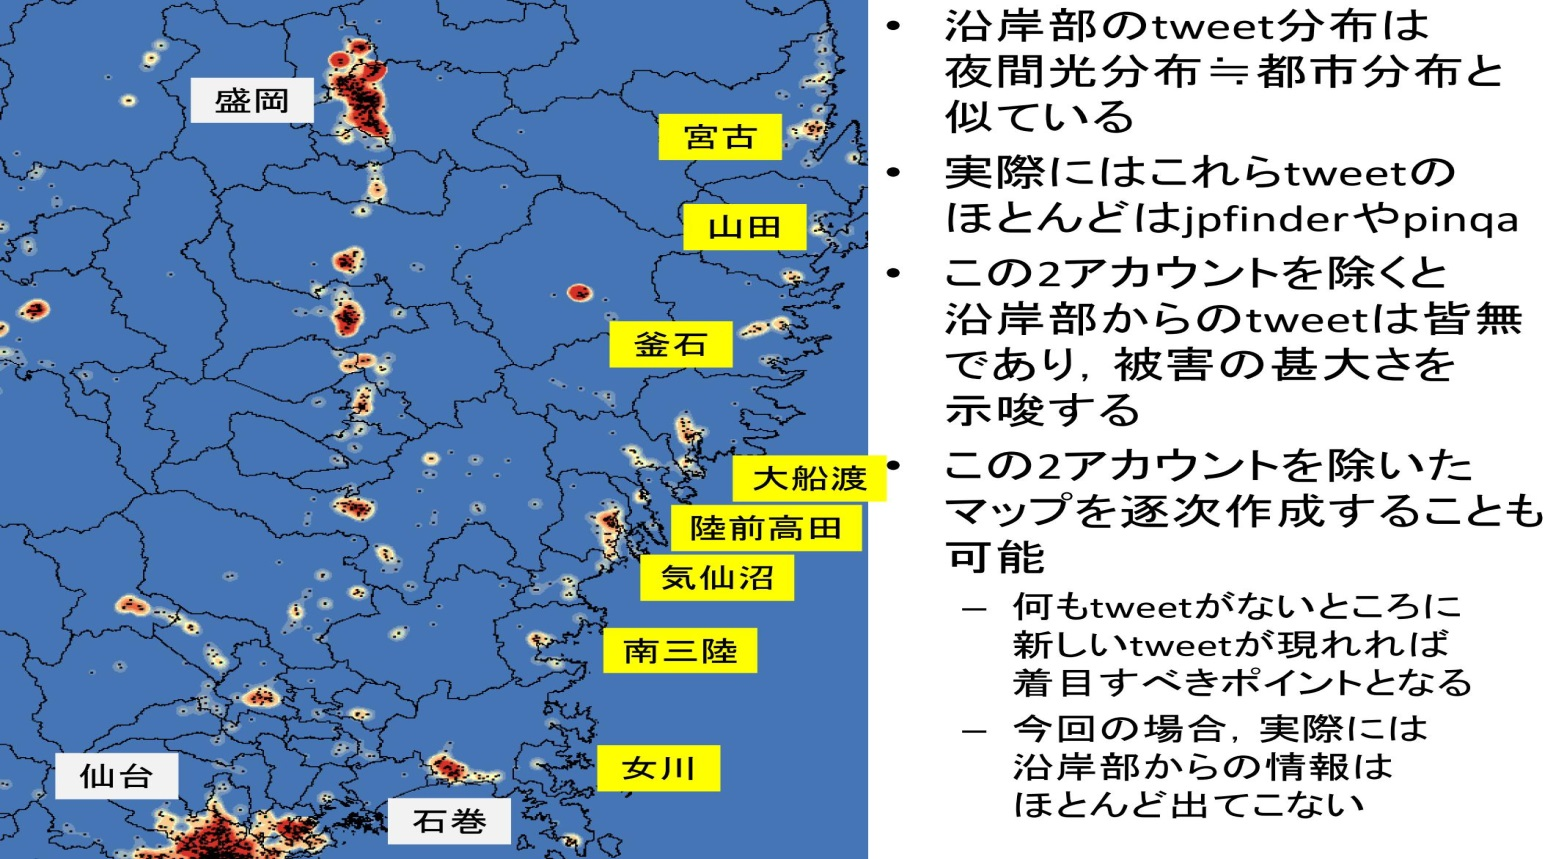 盛岡
宮古
山田
釜石
大船渡
陸前高田
気仙沼
南三陸
女川
仙台
石巻
• 沿岸部のtweet分布は
夜間光分布≒都市分布と
似ている
• 実際にはこれらtweetの
ほとんどはjpfinderやpinqa
• この2アカウントを除くと
沿岸部からのtweetは皆無
であり，被害の甚大さを
示唆する
• この2アカウントを除いた
マップを逐次作成することも
可能
– 何もtweetがないところに
新しいtweetが現れれば
着目すべきポイントとなる
– 今回の場合，実際には
沿岸部からの情報は
ほとんど出てこない